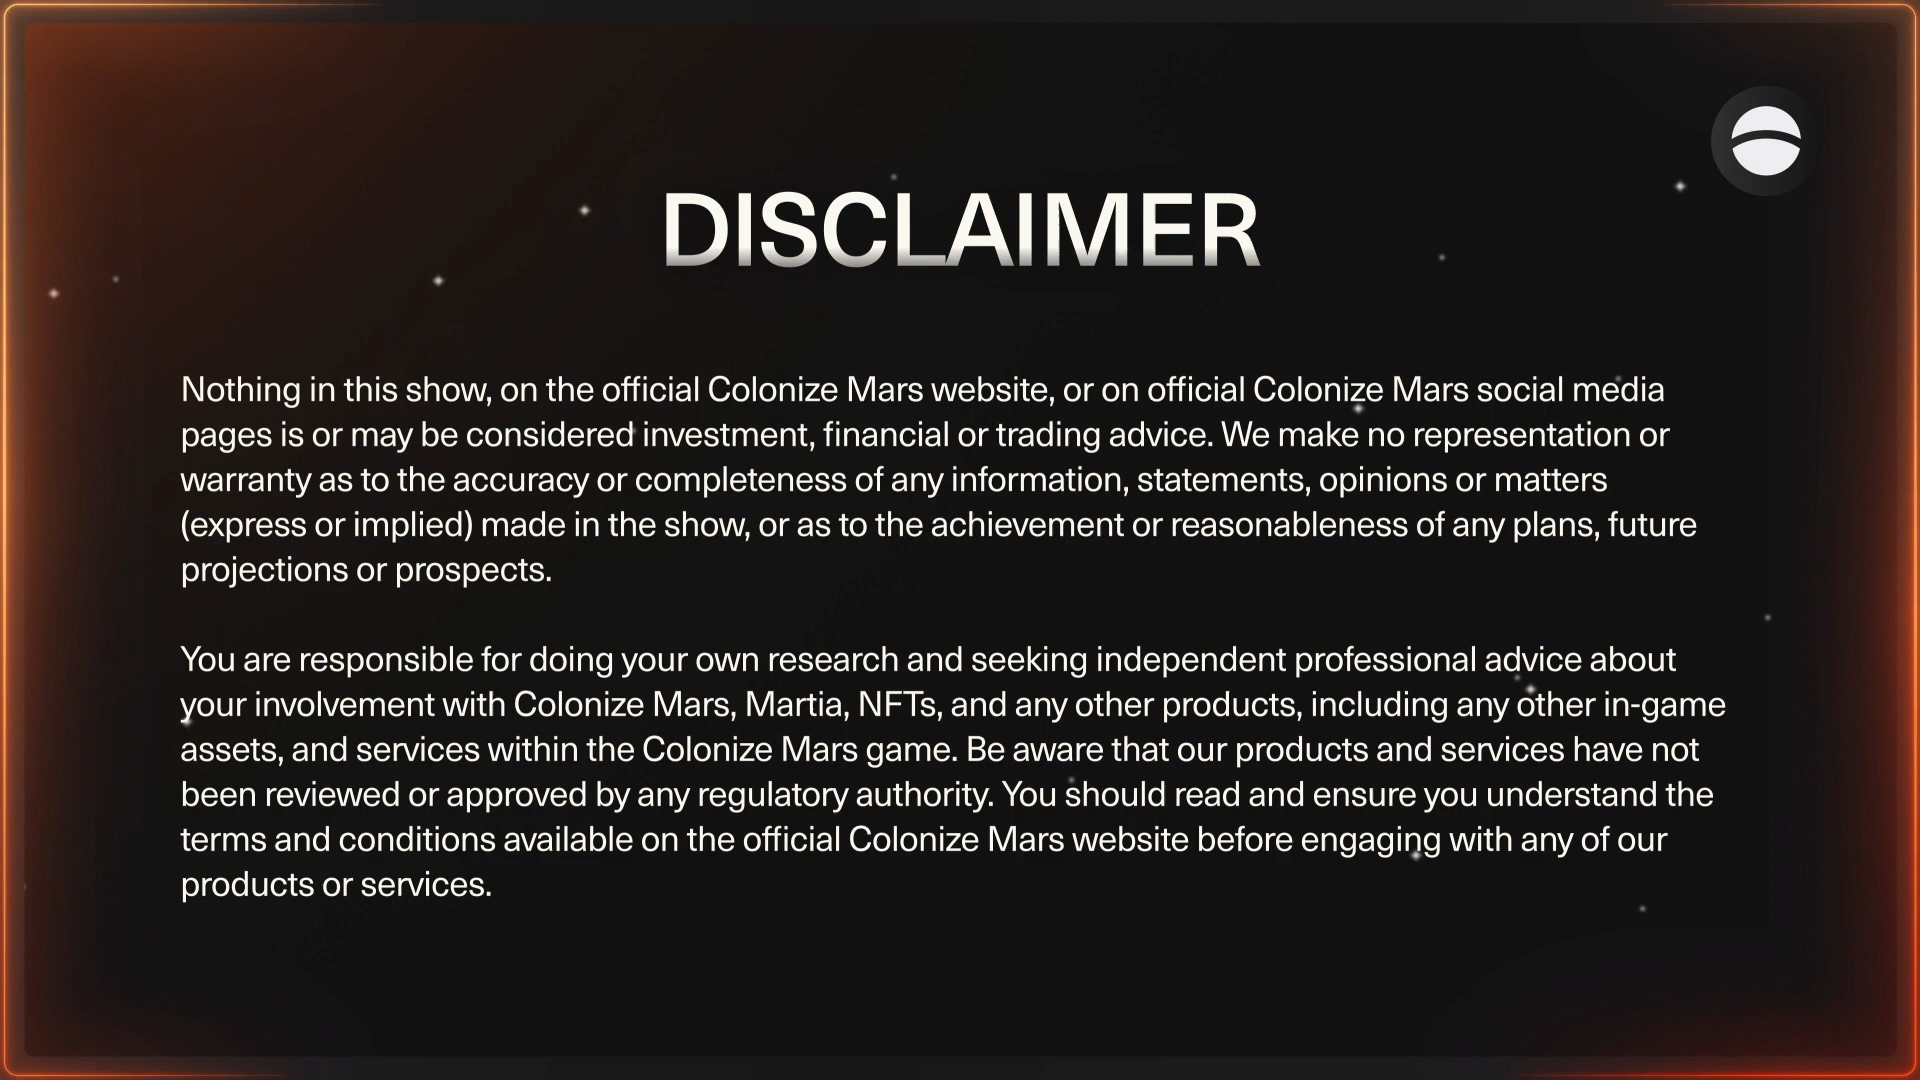 DISCLAIMER
Nothing in this show, on the official Colonize Mars website, or on official Colonize Mars social media
pages is or may be considered investment, financial or trading advice. We make no representation or
warranty as to the accuracy or completeness of any information, statements, opinions or matters
(express or implied) made in the show, or as to the achievement or reasonableness of any plans, future
projections or prospects.
You are responsible for doing your own research and seeking independent professional advice about
your involvement with Colonize Mars, Martia, NFTs, and any other products, including any other in-game
assets, and services within the Colonize Mars game. Be aware that our products and services have not
been reviewed or approved by any regulatory authority. You should read and ensure you understand the
terms and conditions available on the official Colonize Mars website before engaging with any of our
products or services.